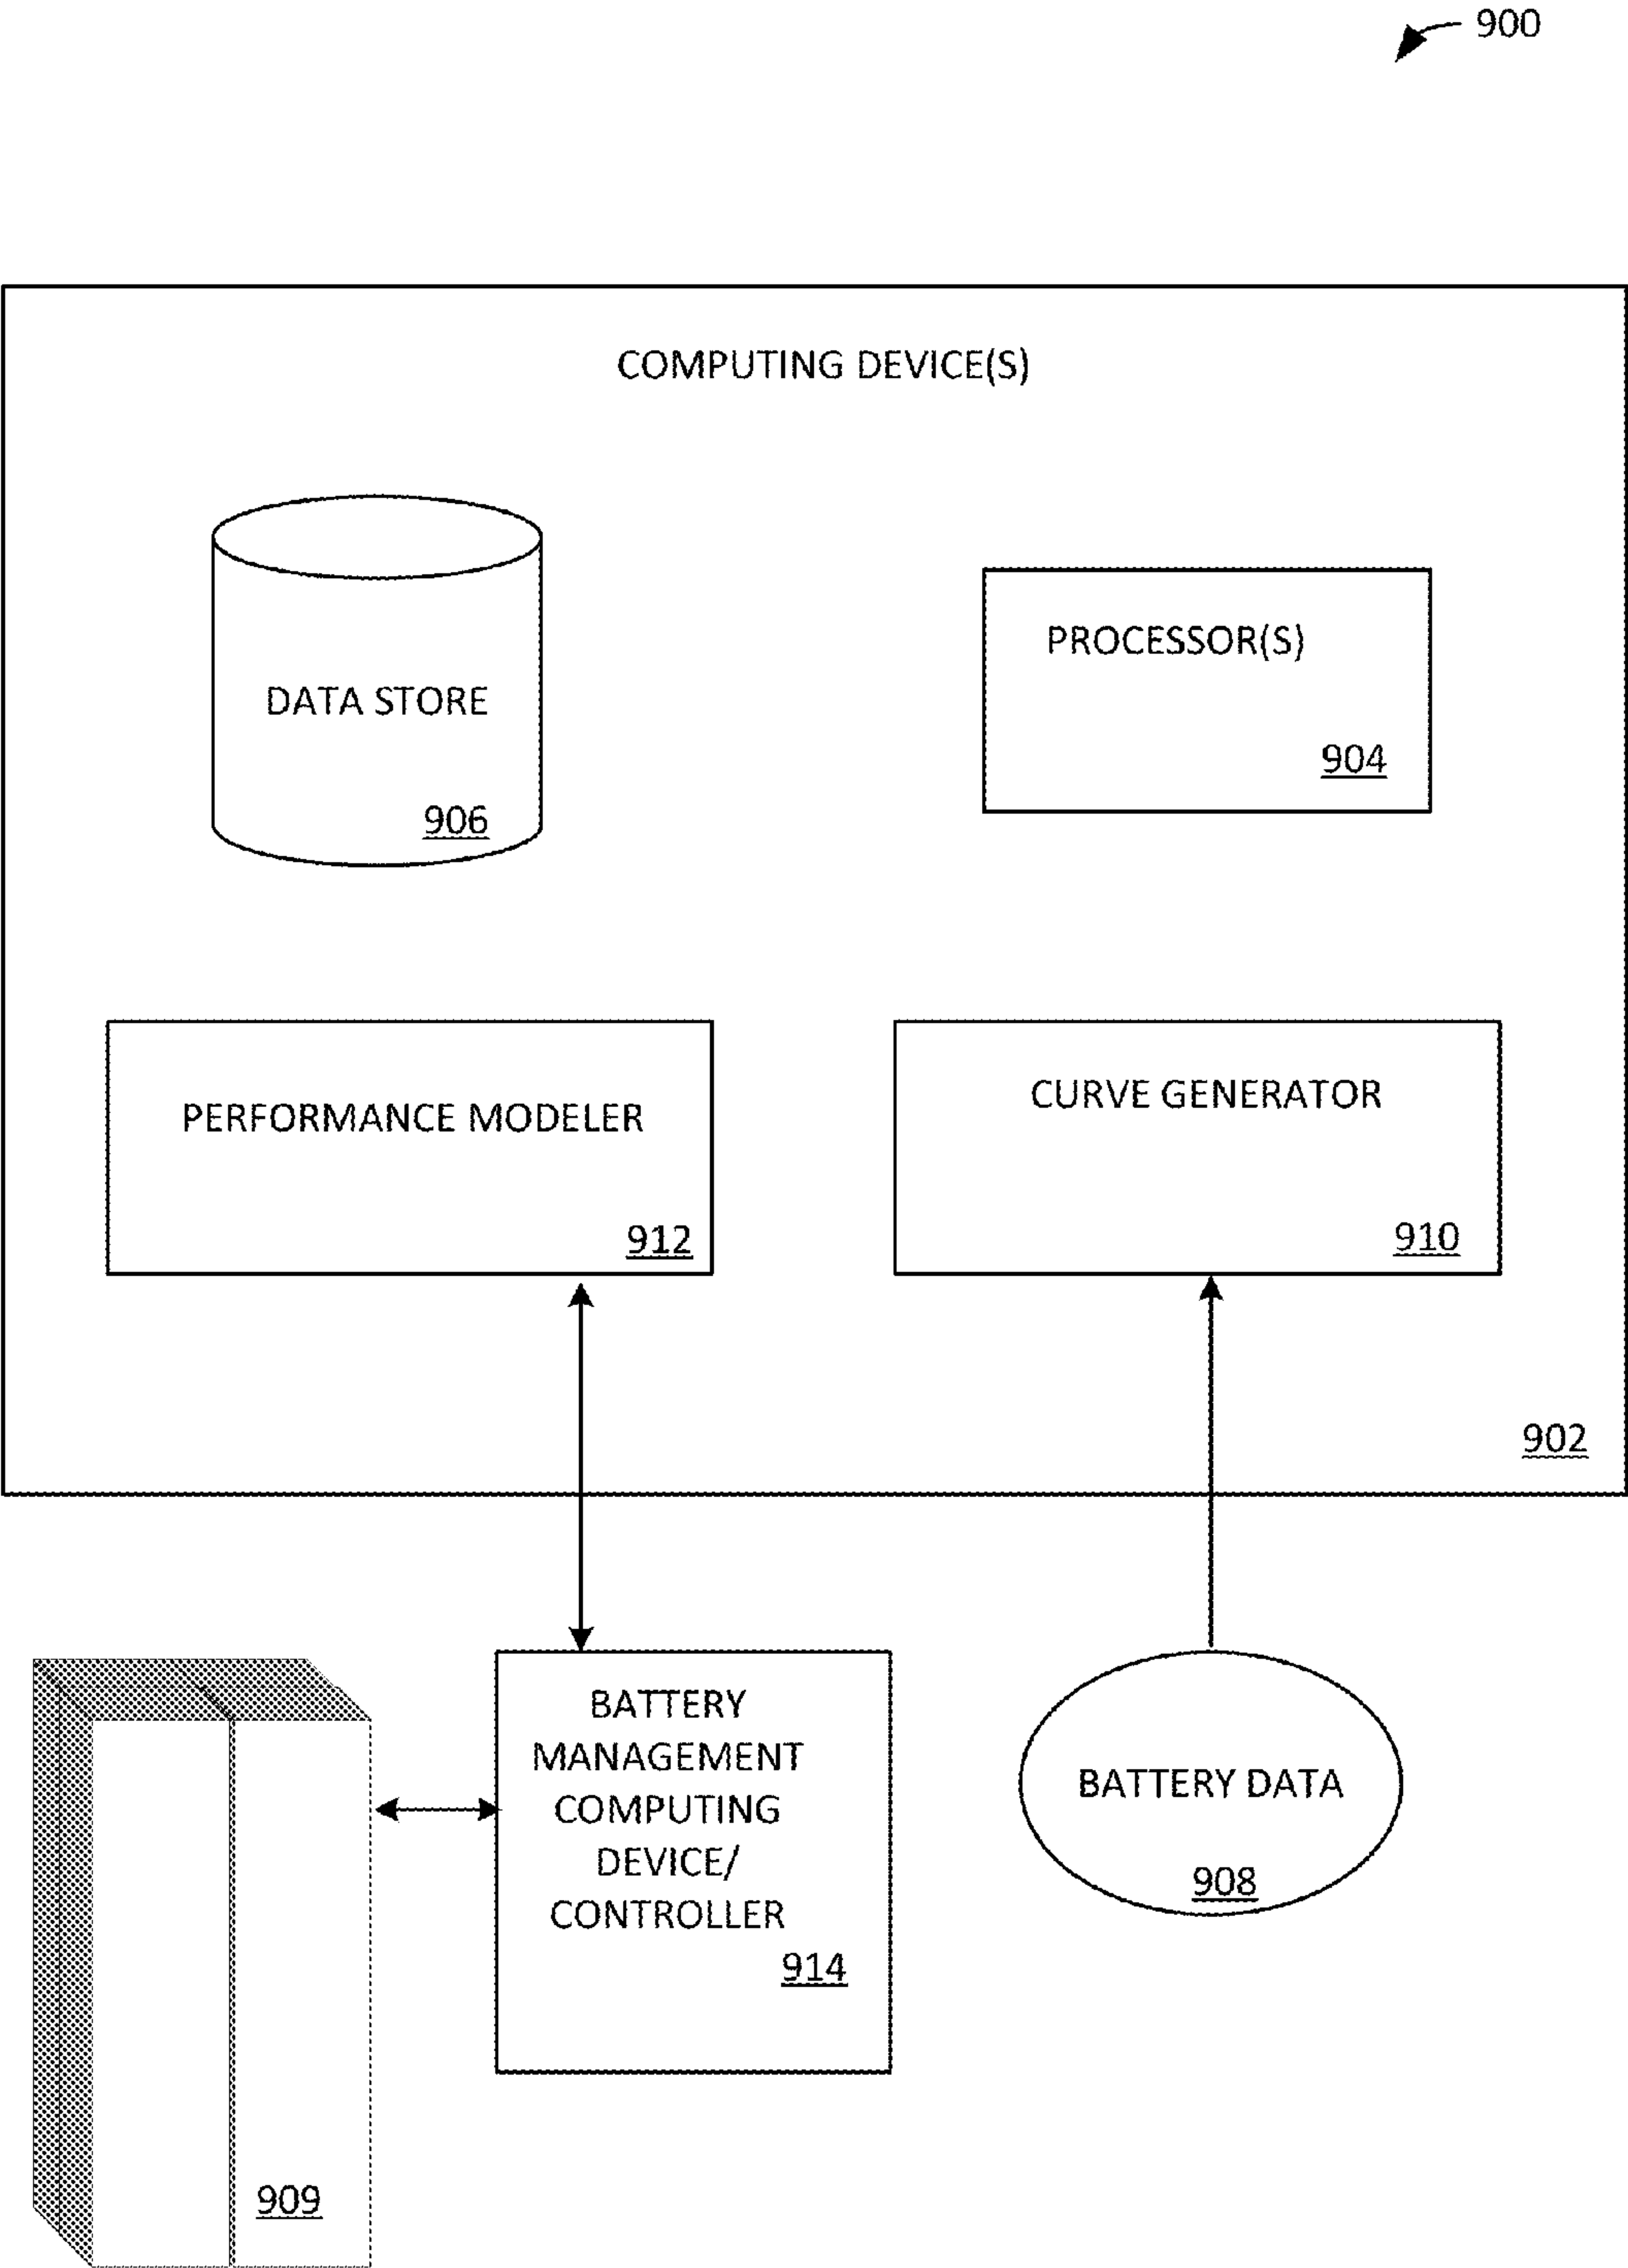 900
COMPUTING DEVICE(S)
DATA STORE
906
PROCESSOR(S)
904
PERFORMANCE MODELER
912
CURVE GENERATOR
910
902
909
BATTERY
MANAGEMENT
COMPUTING
DEVICE/
CONTROLLER
914
BATTERY DATA
908